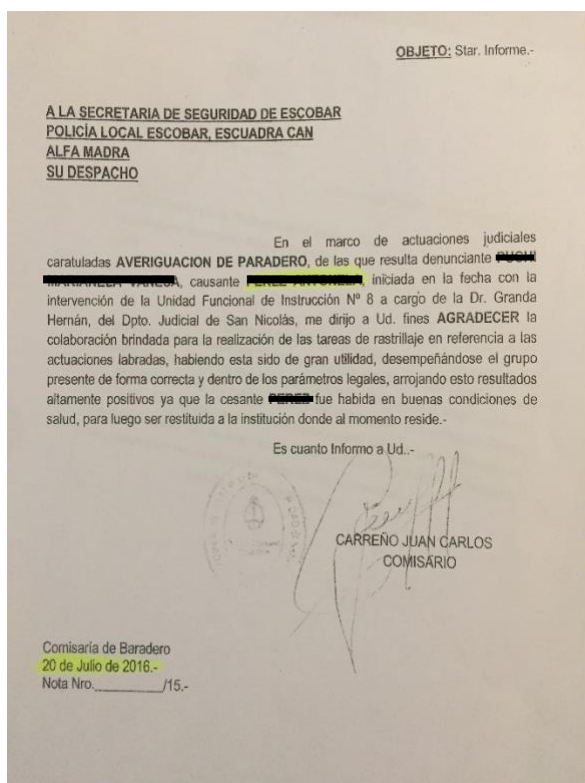 OBJETO: Star. Informe.-
A LA SECRETARIA DE SEGURIDAD DE ESCOBAR
POLICÍA LOCAL ESCOBAR, ESCUADRA CAN
ALFA MADRA
SU DESPACHO
En el marco de actuaciones judiciales
caratuladas AVERIGUACION DE PARADERO, de las que resulta denunciante
causante iniciada en la fecha con la
intervención de la Unidad Funcional de Instrucción Nº 8 a cargo de la Dr. Granda
Hernán, del Dpto. Judicial de San Nicolás, me dirijo a Ud. fines AGRADECER la
colaboración brindada para la realización de las tareas de rastrillaje en referencia a las
actuaciones labradas, habiendo esta sido de gran utilidad, desempeñándose el grupo
presente de forma correcta y dentro de los parámetros legales, arrojando esto resultados
altamente positivos ya que la cesante fue habida en buenas condiciones de
salud, para luego ser restituida a la institución donde al momento reside.-
Es cuanto Informo a Ud..-
CARREÑO JUAN CARLOS
COMISARIO
Comisaría de Baradero
20 de Julio de 2016.-
Nota Nro.________/15.-